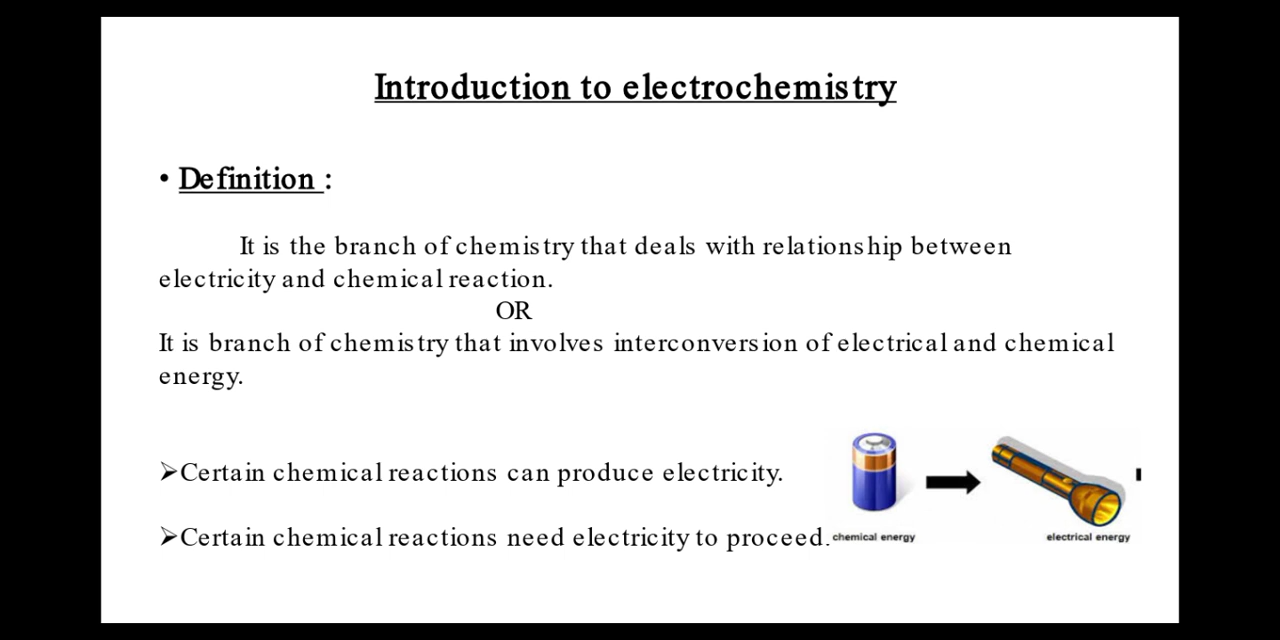 Introduction to electrochemistry
• Definition :
It is the branch of chemistry that deals with relationship between
electricity and chemical reaction.
OR
It is branch of chemistry that involves interconversion of electrical and chemical
energy.
➢Certain chemical reactions can produce electricity.
➢Certain chemical reactions need electricity to proceed.
chemical energy
electrical energy